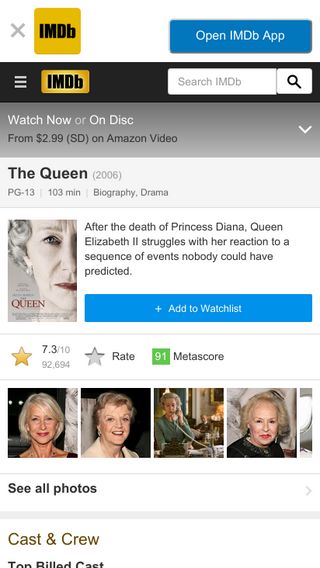 IMDb
Open IMDb App
IMDb
Search IMDb
Watch Now or On Disc
From $2.99 (SD) on Amazon Video
The Queen (2006)
PG-13 | 103 min | Biography, Drama
After the death of Princess Diana, Queen
Elizabeth II struggles with her reaction to a
sequence of events nobody could have
predicted.
THE
QUEEN
+ Add to Watchlist
7.3/10
92,694
Rate
91 Metascore
See all photos
Cast & Crew
Top Billed Cast